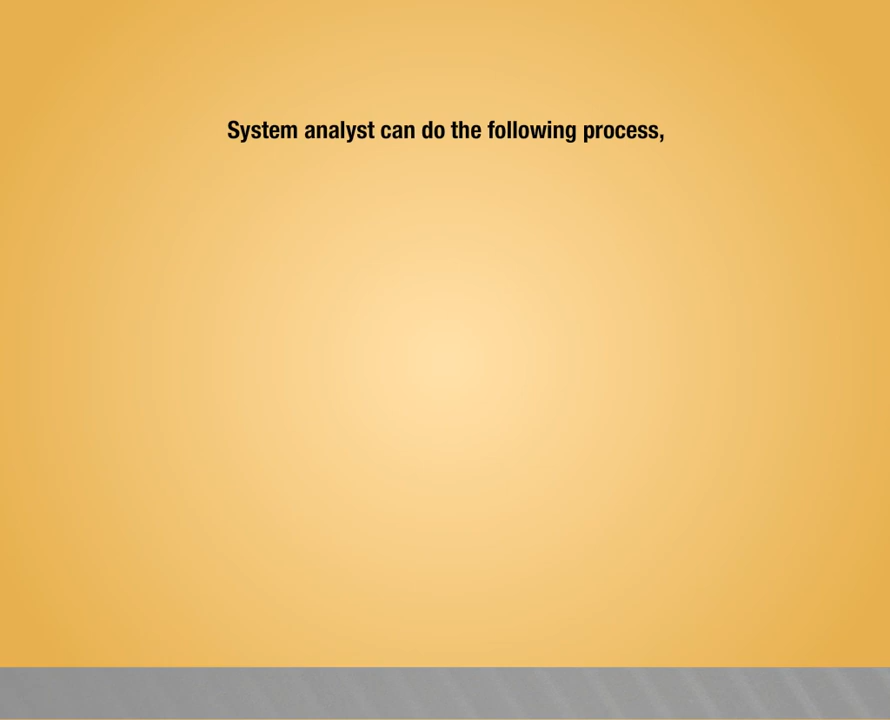 System analyst can do the following process,